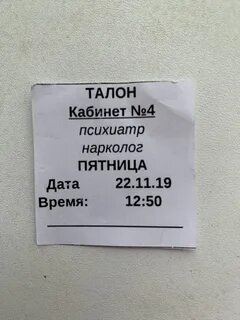 ТАЛОН
Кабинет №4
психиатр
нарколог
ПЯТНИЦА
Дата 22.11.19
Время: 12:50